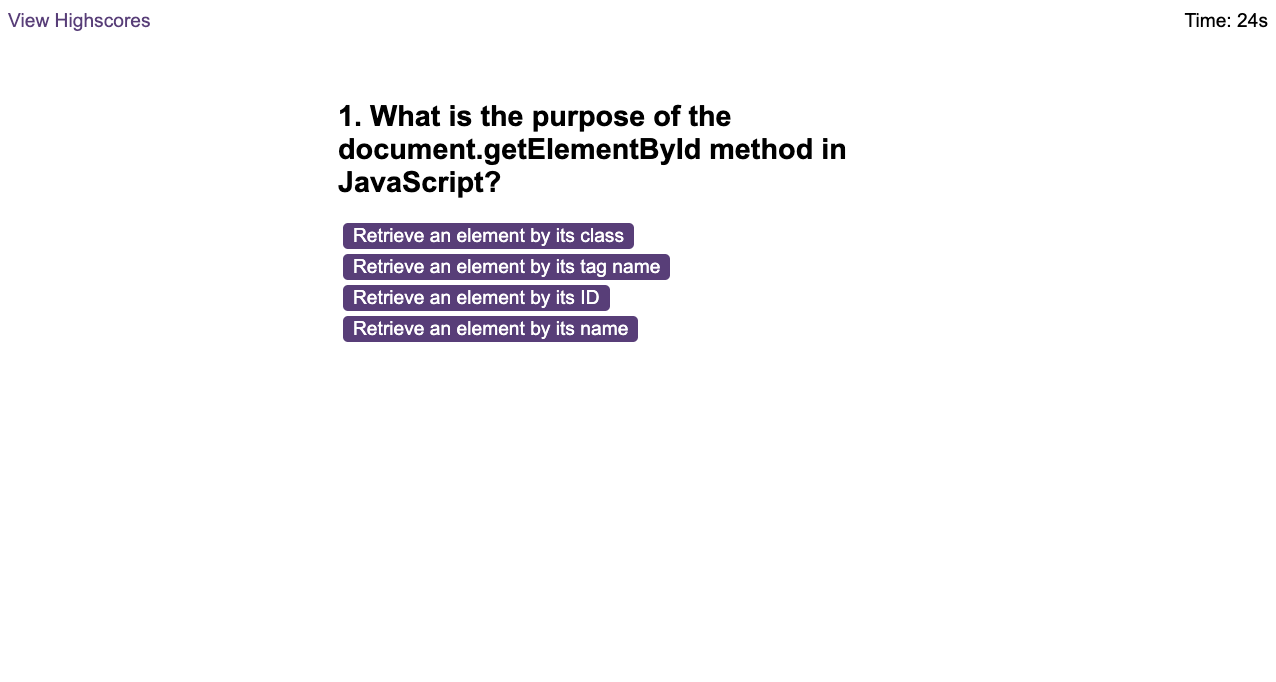 View Highscores
Time: 24s
1. What is the purpose of the
document.getElementById method in
JavaScript?
Retrieve an element by its class
Retrieve an element by its tag name
Retrieve an element by its ID
Retrieve an element by its name